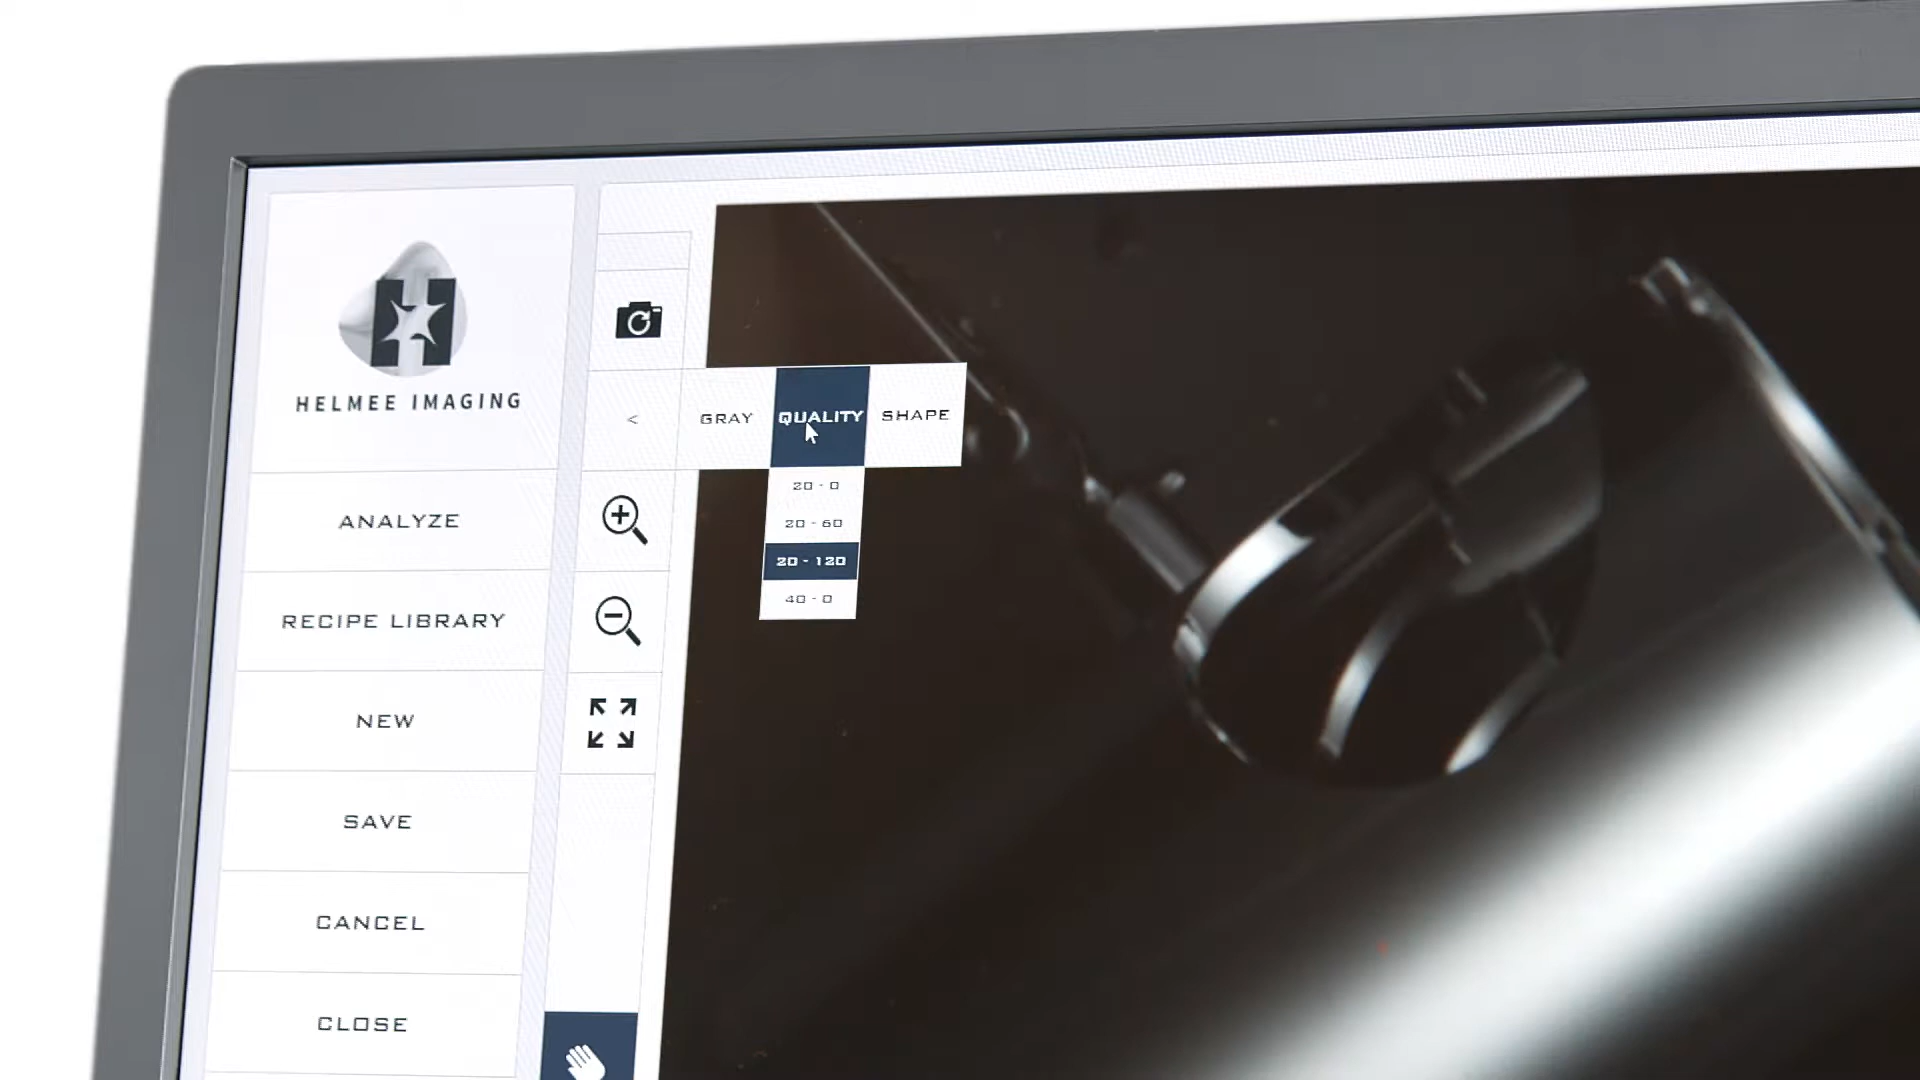 HELMEE IMAGING
ANALYZE
RECIPE LIBRARY
NEW
SAVE
CANCEL
CLOSE
< GRAY QUALITY SHAPE
20 - 0
20 - 60
20 - 120
40 - 0